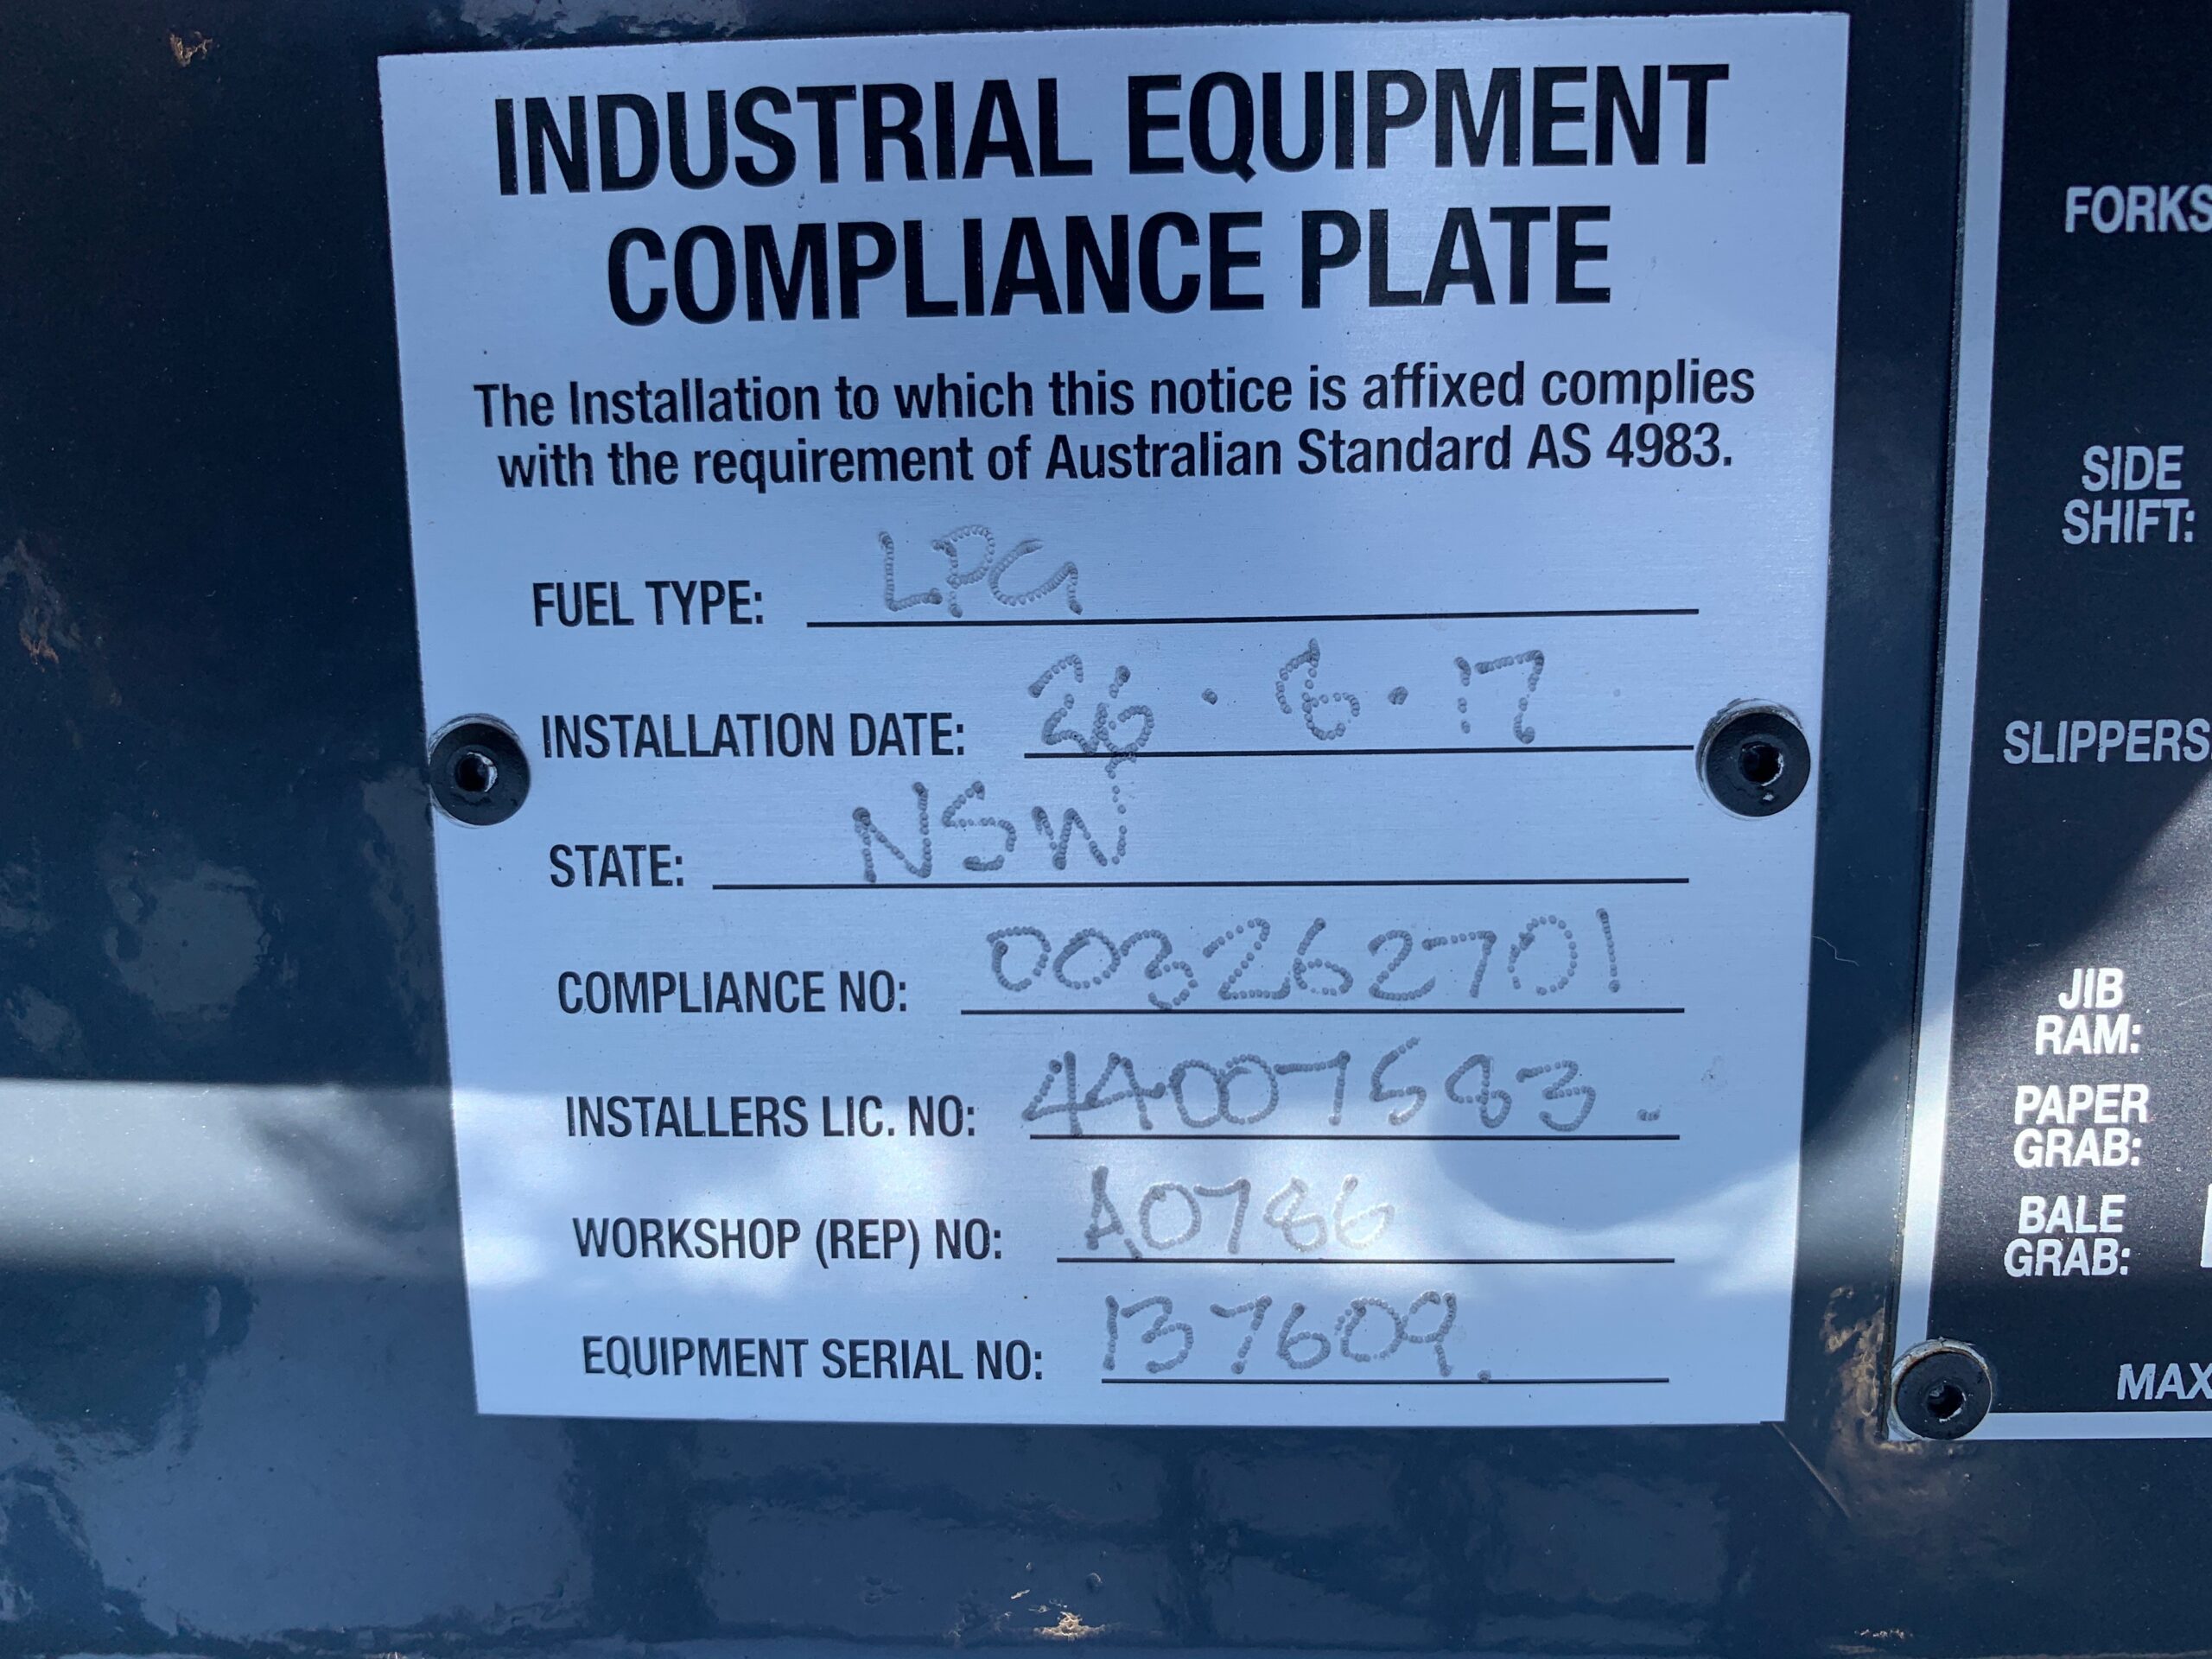 INDUSTRIAL EQUIPMENT
COMPLIANCE PLATE
The Installation to which this notice is affixed complies
with the requirement of Australian Standard AS 4983.
FUEL TYPE: LPG
INSTALLATION DATE: 26.6.17
STATE: NSW
COMPLIANCE NO: 003262701
INSTALLERS LIC. NO: 44007583.
WORKSHOP (REP) NO: A0786
EQUIPMENT SERIAL NO: 137609.
FORKS
SIDE
SHIFT:
SLIPPERS
JIB
RAM:
PAPER
GRAB:
BALE
GRAB:
MAX